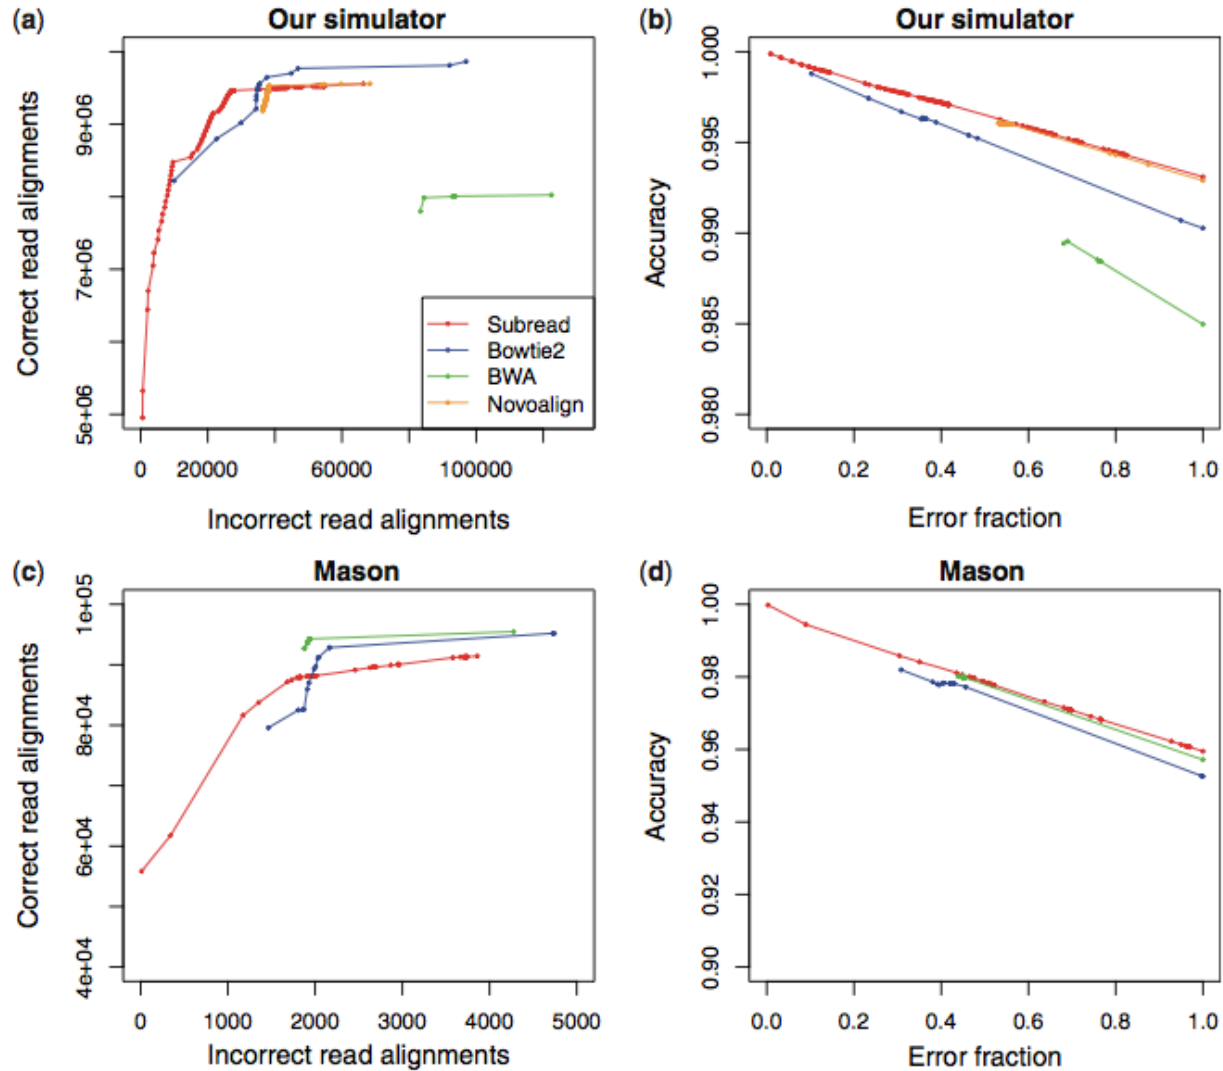 (a) Our simulator
Correct read alignments
5e+06 7e+06 9e+06
0 20000 60000 100000
Incorrect read alignments
Subread
Bowtie2
BWA
Novoalign
(b) Our simulator
Accuracy
0.980 0.985 0.990 0.995 1.000
0.0 0.2 0.4 0.6 0.8 1.0
Error fraction
(c) Mason
Correct read alignments
4e+04 6e+04 8e+04 1e+05
0 1000 2000 3000 4000 5000
Incorrect read alignments
(d) Mason
Accuracy
0.90 0.92 0.94 0.96 0.98 1.00
0.0 0.2 0.4 0.6 0.8 1.0
Error fraction